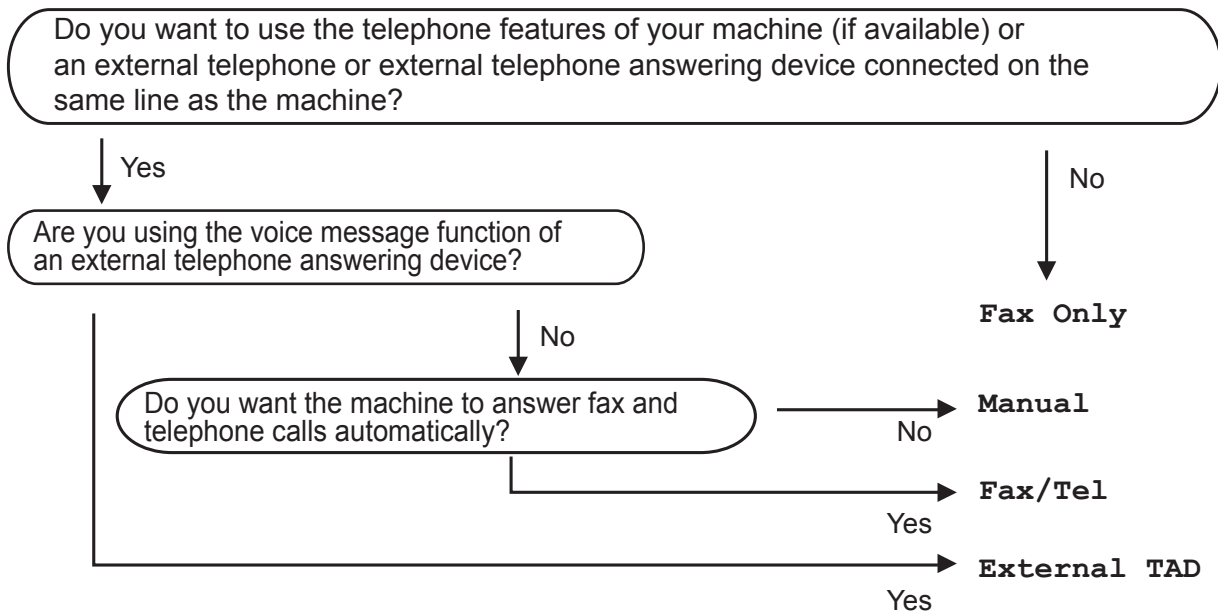 Do you want to use the telephone features of your machine (if available) or
an external telephone or external telephone answering device connected on the
same line as the machine?
Yes
No
Are you using the voice message function of
an external telephone answering device?
Fax Only
No
Do you want the machine to answer fax and
telephone calls automatically?
Manual
No
Fax/Tel
Yes
External TAD
Yes